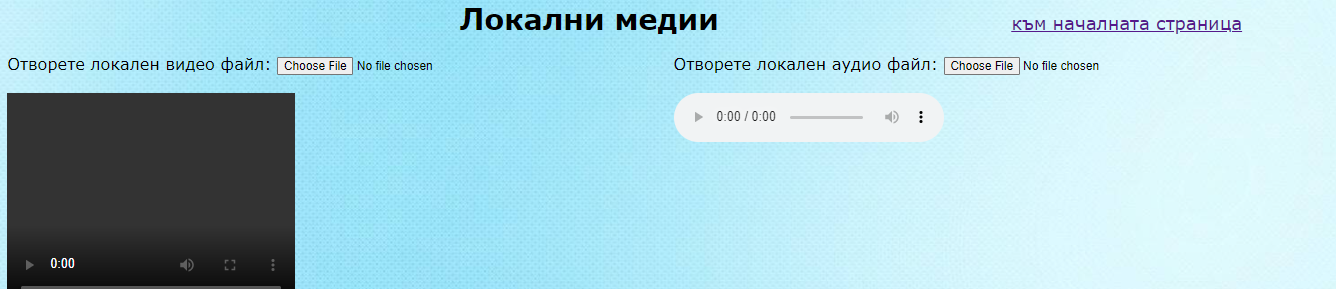 Локални медии
към началната страница
Отворете локален видео файл: Choose File No file chosen
Отворете локален аудио файл: Choose File No file chosen
0:00 / 0:00
0:00